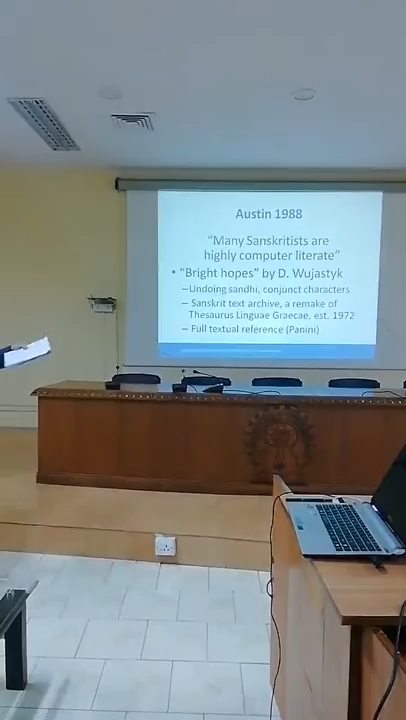 Austin 1988
“Many Sanskritists are
highly computer literate”
• “Bright hopes” by D. Wujastyk
– Undoing sandhi, conjunct characters
– Sanskrit text archive, a remake of
Thesaurus Linguae Graecae, est. 1972
– Full textual reference (Panini)